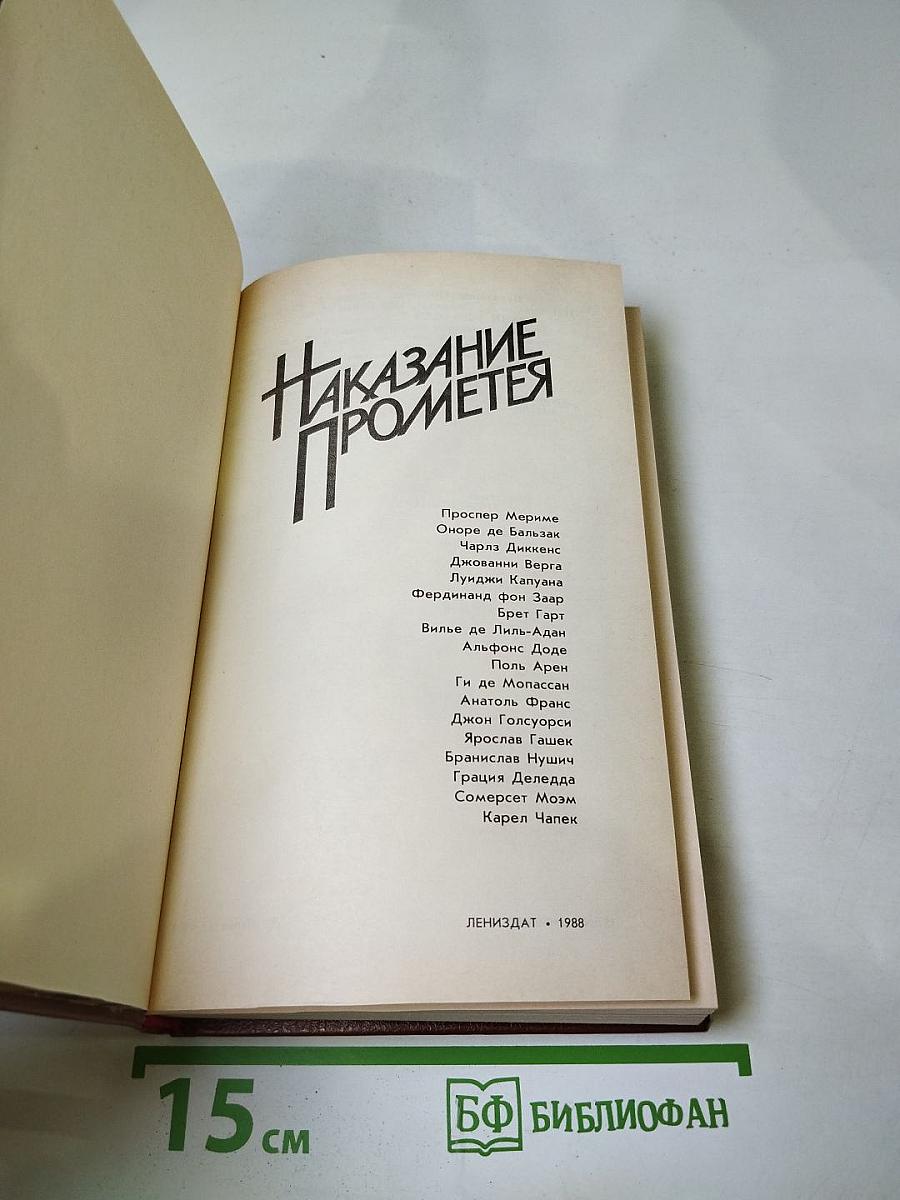 НАКАЗАНИЕ
ПРОМЕТЕЯ
Проспер Мериме
Оноре де Бальзак
Чарлз Диккенс
Джованни Верга
Луиджи Капуана
Фердинанд фон Заар
Брет Гарт
Вилье де Лиль-Адан
Альфонс Доде
Поль Арен
Ги де Мопассан
Анатоль Франс
Джон Голсуорси
Ярослав Гашек
Бранислав Нушич
Грация Деледда
Сомерсет Моэм
Карел Чапек
ЛЕНИЗДАТ • 1988
15 см
БФ БИБЛИОФАН